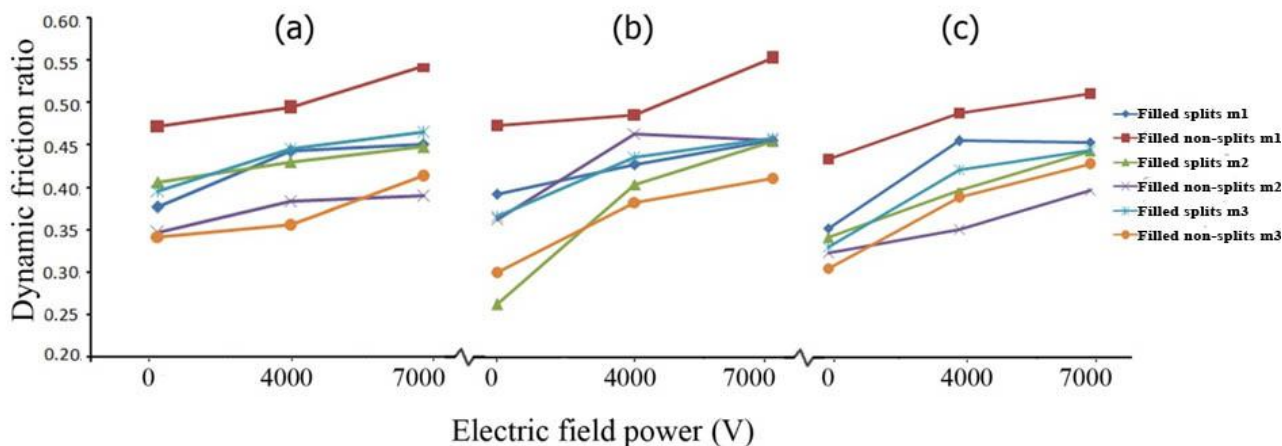 (a) (b) (c)
Dynamic friction ratio
0.60
0.55
0.50
0.45
0.40
0.35
0.30
0.25
0.20
0 4000 7000 0 4000 7000 0 4000 7000
Electric field power (V)
Filled splits m1
Filled non-splits m1
Filled splits m2
Filled non-splits m2
Filled splits m3
Filled non-splits m3